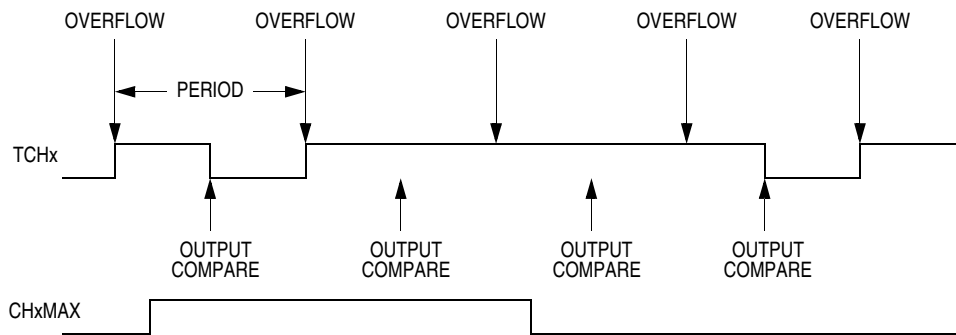 OVERFLOW OVERFLOW OVERFLOW OVERFLOW OVERFLOW
PERIOD
TCHx
OUTPUT OUTPUT OUTPUT OUTPUT
COMPARE COMPARE COMPARE COMPARE
CHxMAX